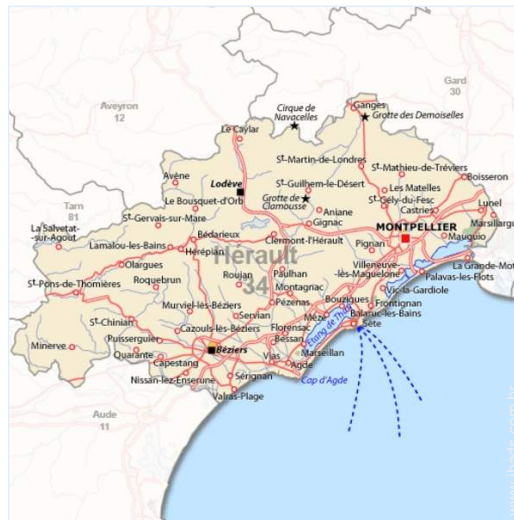 Gard
30
Aveyron
12
Cirque de
Navacelles
Ganges
Grotte des Demoiselles
Le Caylar
St-Martin-de-Londres
St-Mathieu-de-Tréviers
Boisseron
Avène
Lodève
St-Guilhem-le-Désert
Les Matelles
Le Bousquet-d'Orb
Grotte de
Clamousse
St-Gély-du-Fesc
Lunel
Tarn
81
Castries
Marsillargu
St-Gervais-sur-Mare
Aniane
Gignac
MONTPELLIER
La Salvetat
-sur-Agout
Bédarieux
Clermont-l'Hérault
Pignan
Mauguio
Lamalou-les-Bains
Hérépian
Hérault
34
Villeneuve-
lès-Maguelone
La Grande-Mot
Olargues
Paulhan
Palavas-les-Flots
St-Pons-de-Thomières
Roquebrun
Roujan
Montagnac
Vic-la-Gardiole
Bouzigues
Frontignan
Pézenas
Murviel-lès-Béziers
Servian
Mèze
Balaruc-les-Bains
St-Chinian
Cazouls-lès-Béziers
Florensac
Etang de Thau
Sète
Puisserguier
Bessan
Minerve
Quarante
Béziers
Marseillan
Capestang
Vias
Agde
Nissan-lez-Enserune
Sérignan
Cap d'Agde
Valras-Plage
Aude
11